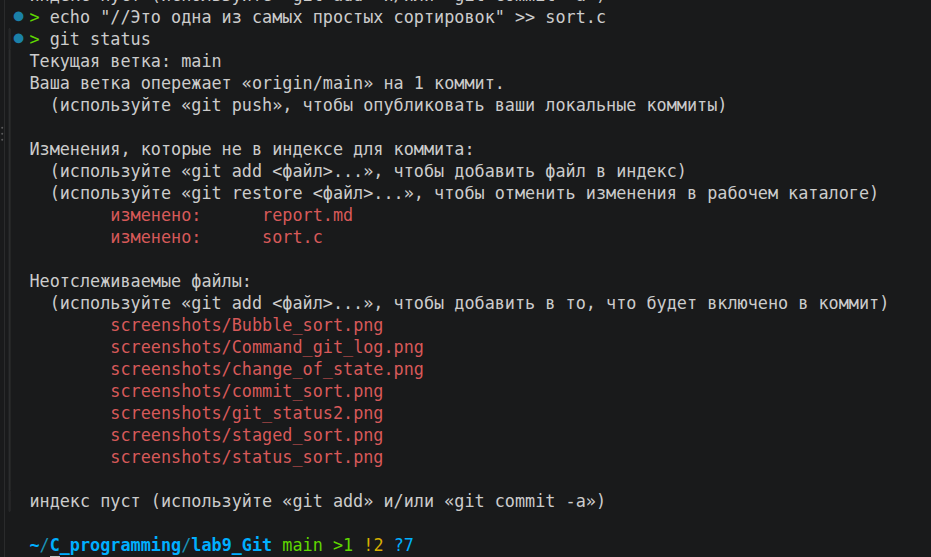 > echo "//Это одна из самых простых сортировок" >> sort.c
> git status
Текущая ветка: main
Ваша ветка опережает «origin/main» на 1 коммит.
  (используйте «git push», чтобы опубликовать ваши локальные коммиты)

Изменения, которые не в индексе для коммита:
  (используйте «git add <файл>...», чтобы добавить файл в индекс)
  (используйте «git restore <файл>...», чтобы отменить изменения в рабочем каталоге)
        изменено:      report.md
        изменено:      sort.c

Неотслеживаемые файлы:
  (используйте «git add <файл>...», чтобы добавить в то, что будет включено в коммит)
        screenshots/Bubble_sort.png
        screenshots/Command_git_log.png
        screenshots/change_of_state.png
        screenshots/commit_sort.png
        screenshots/git_status2.png
        screenshots/staged_sort.png
        screenshots/status_sort.png

индекс пуст (используйте «git add» и/или «git commit -a»)

~/C_programming/lab9_Git main >1 !2 ?7